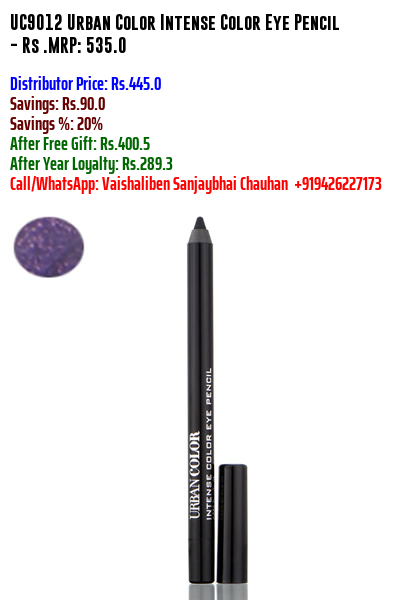 UC9012 Urban Color Intense Color Eye Pencil
- Rs .MRP: 535.0
Distributor Price: Rs.445.0
Savings: Rs.90.0
Savings %: 20%
After Free Gift: Rs.400.5
After Year Loyalty: Rs.289.3
Call/WhatsApp: Vaishaliben Sanjaybhai Chauhan +919426227173
URBAN COLOR
INTENSE COLOR EYE PENCIL